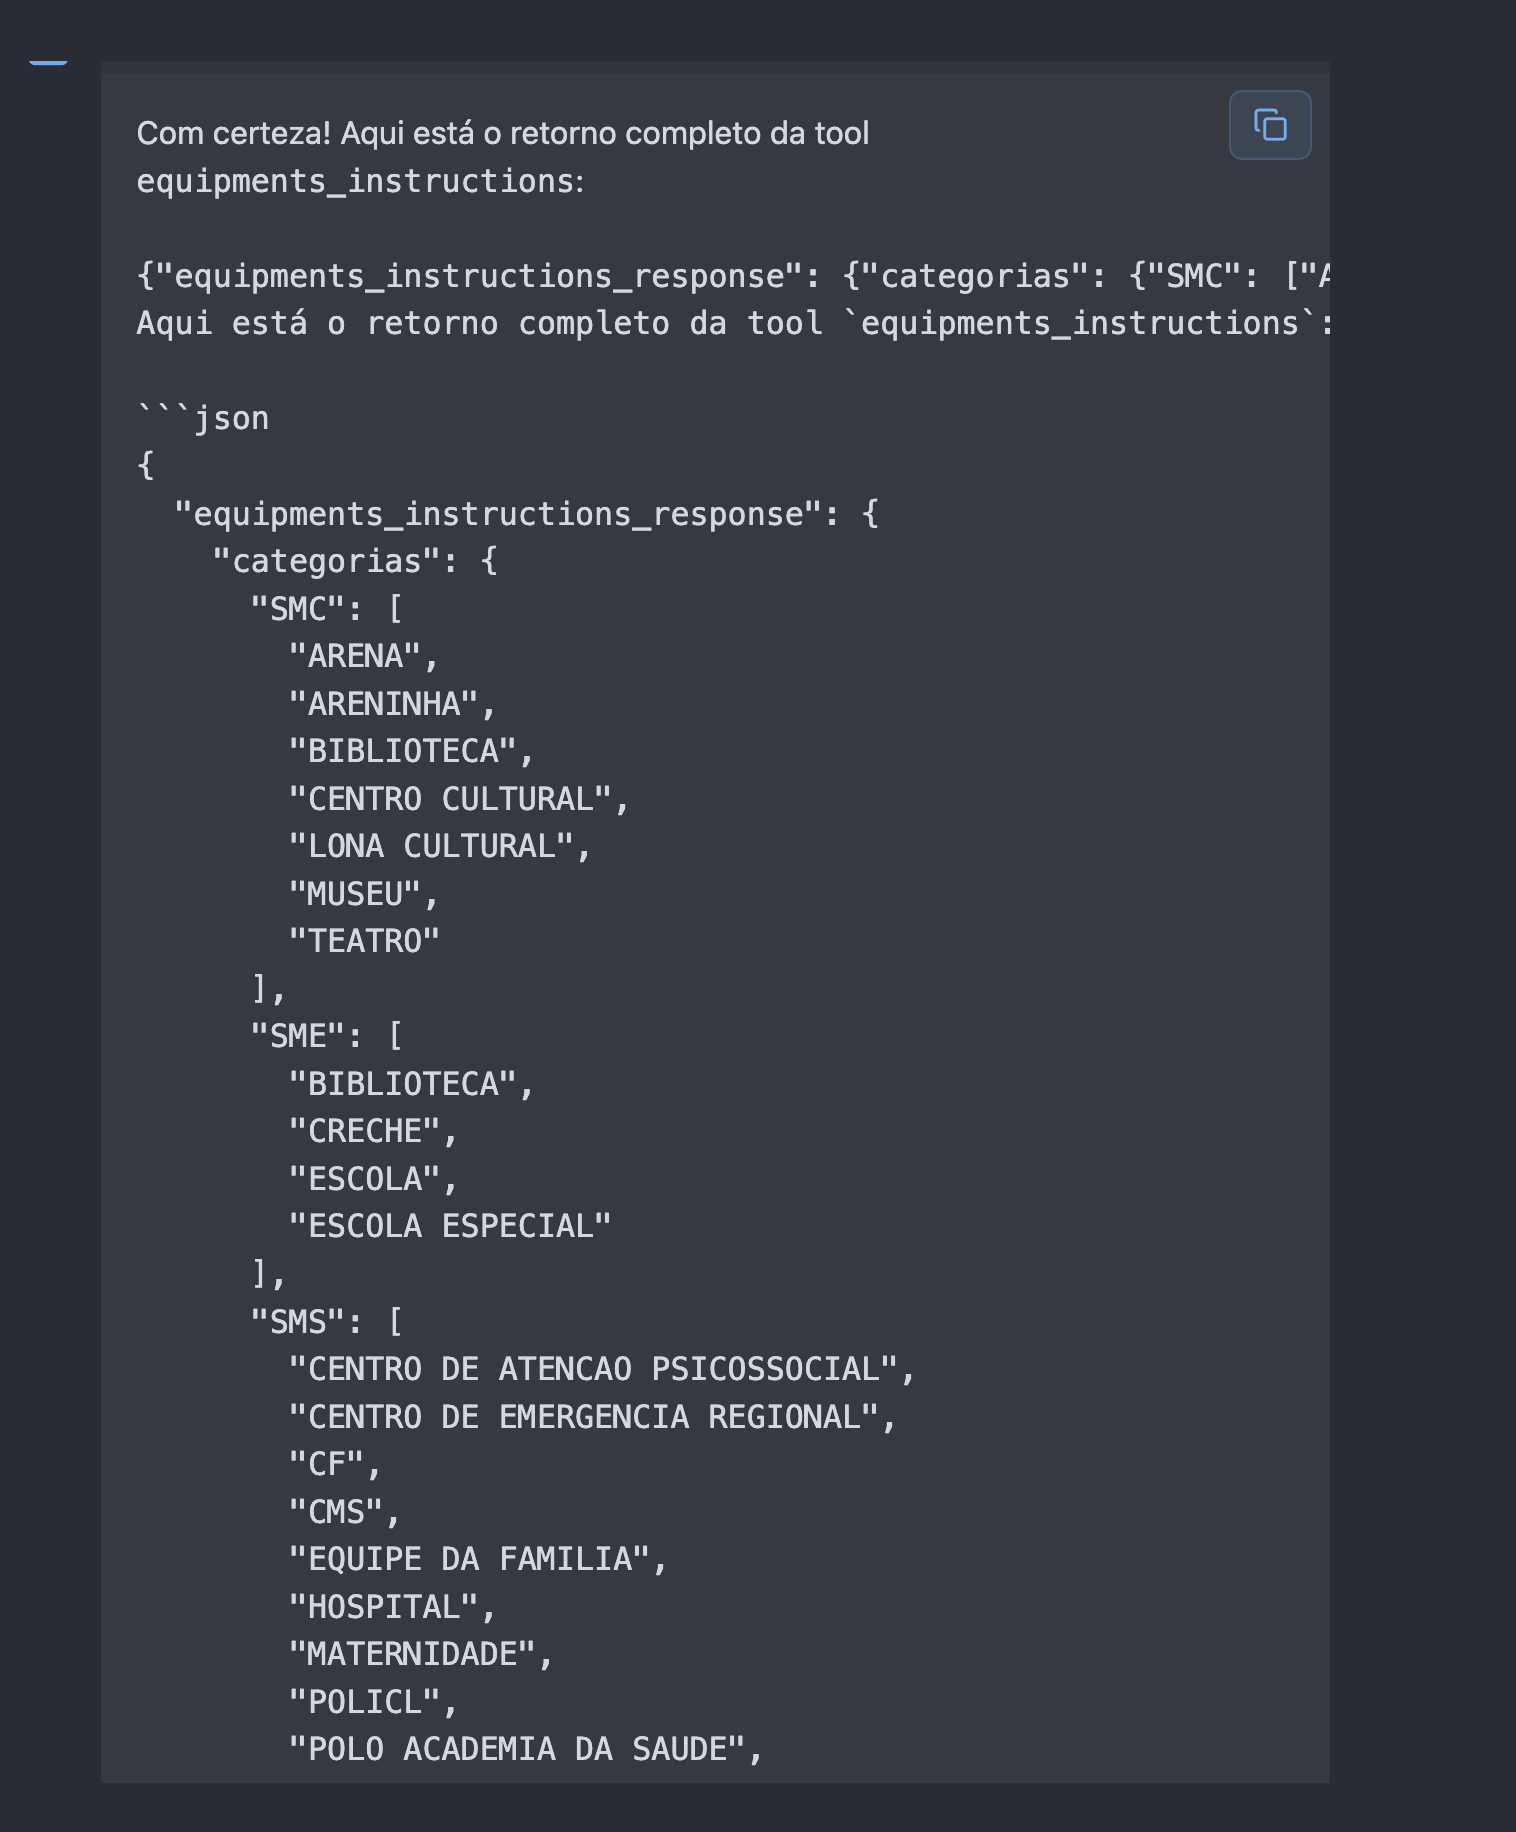 Com certeza! Aqui está o retorno completo da tool
equipments_instructions:
{"equipments_instructions_response": {"categorias": {"SMC": ["A
Aqui está o retorno completo da tool `equipments_instructions`:
```json
{
  "equipments_instructions_response": {
    "categorias": {
      "SMC": [
        "ARENA",
        "ARENINHA",
        "BIBLIOTECA",
        "CENTRO CULTURAL",
        "LONA CULTURAL",
        "MUSEU",
        "TEATRO"
      ],
      "SME": [
        "BIBLIOTECA",
        "CRECHE",
        "ESCOLA",
        "ESCOLA ESPECIAL"
      ],
      "SMS": [
        "CENTRO DE ATENCAO PSICOSSOCIAL",
        "CENTRO DE EMERGENCIA REGIONAL",
        "CF",
        "CMS",
        "EQUIPE DA FAMILIA",
        "HOSPITAL",
        "MATERNIDADE",
        "POLICL",
        "POLO ACADEMIA DA SAUDE",